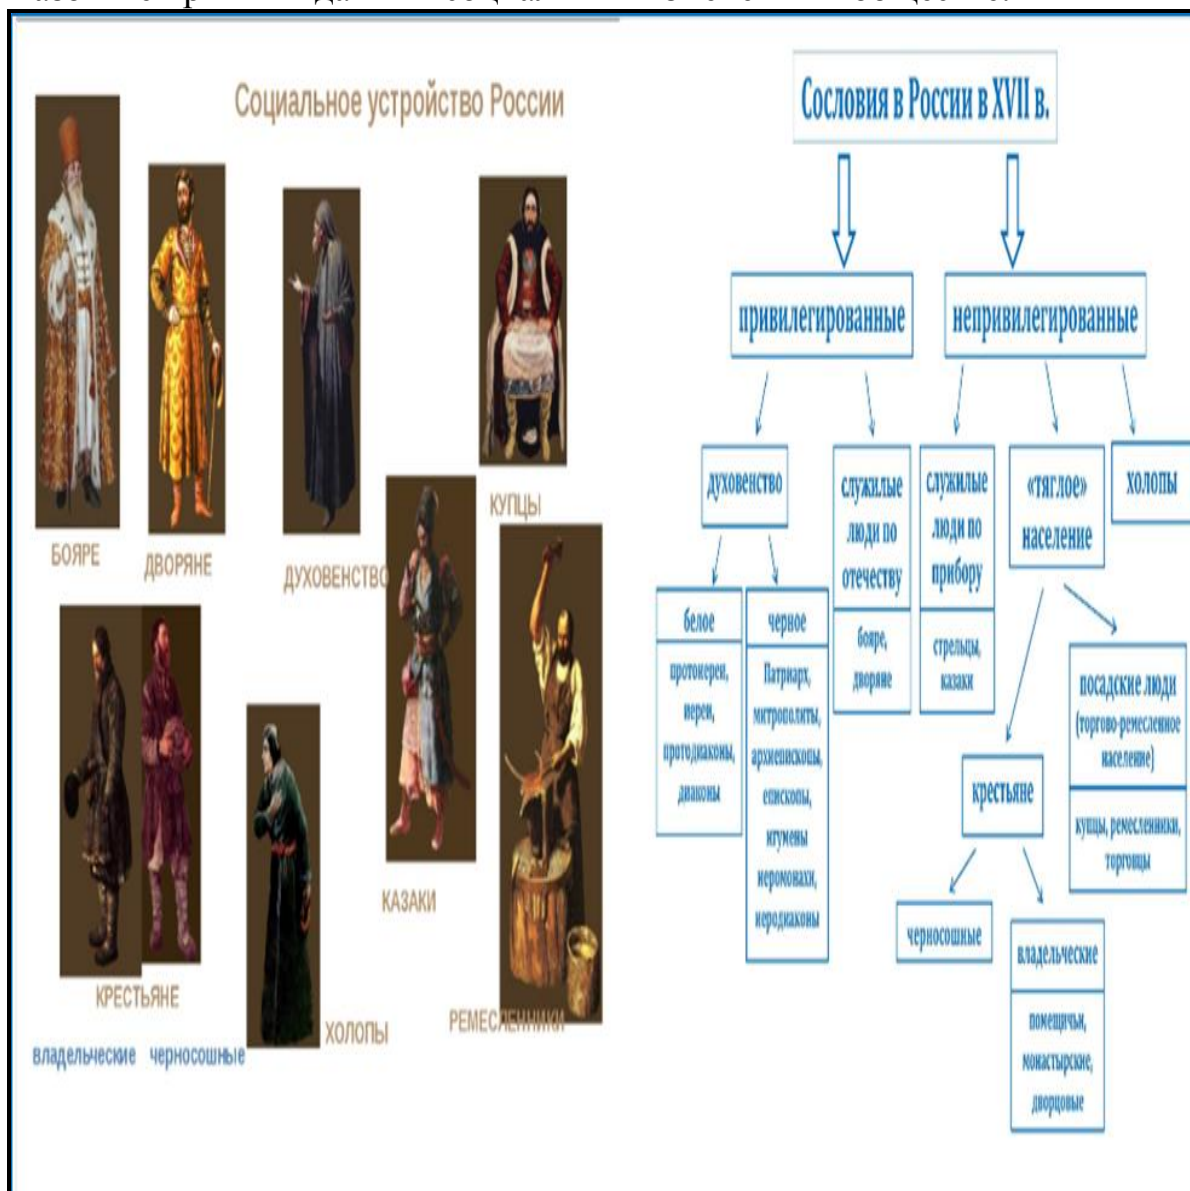 Социальное устройство России
БОЯРЕ
ДВОРЯНЕ
ДУХОВЕНСТВО
КУПЦЫ
КРЕСТЬЯНЕ
владельческие черносошные
ХОЛОПЫ
КАЗАКИ
РЕМЕСЛЕННИКИ
Сословия в России в XVII в.
привилегированные
непривилегированные
духовенство
служилые
люди по
отечеству
служилые
люди по
прибору
«тяглое»
население
холопы
белое
протоиереи,
иереи,
протодиаконы,
диаконы
черное
Патриарх,
митрополиты,
архиепископы,
епископы,
игумены
иеромонахи,
иеродиаконы
бояре,
дворяне
стрельцы,
казаки
крестьяне
посадские люди
(торгово-ремесленное
население)
купцы, ремесленники,
торговцы
черносошные
владельческие
помещичьи,
монастырские,
дворцовые